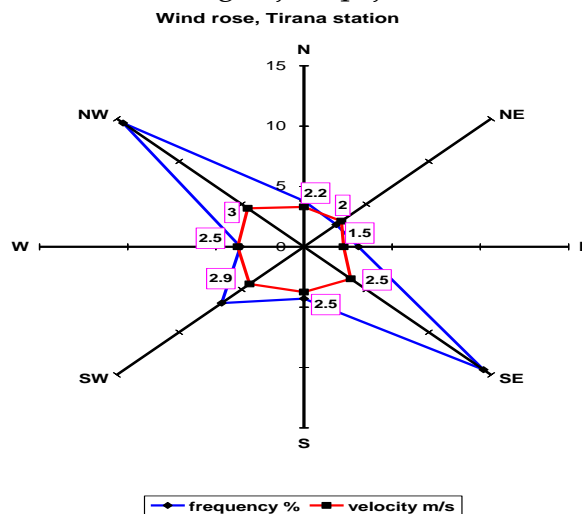 Wind rose, Tirana station
N
15
NW
NE
10
5
2.2
3
2
2.5
1.5
W
0
2.9
2.5
2.5
SW
SE
S
frequency %
velocity m/s